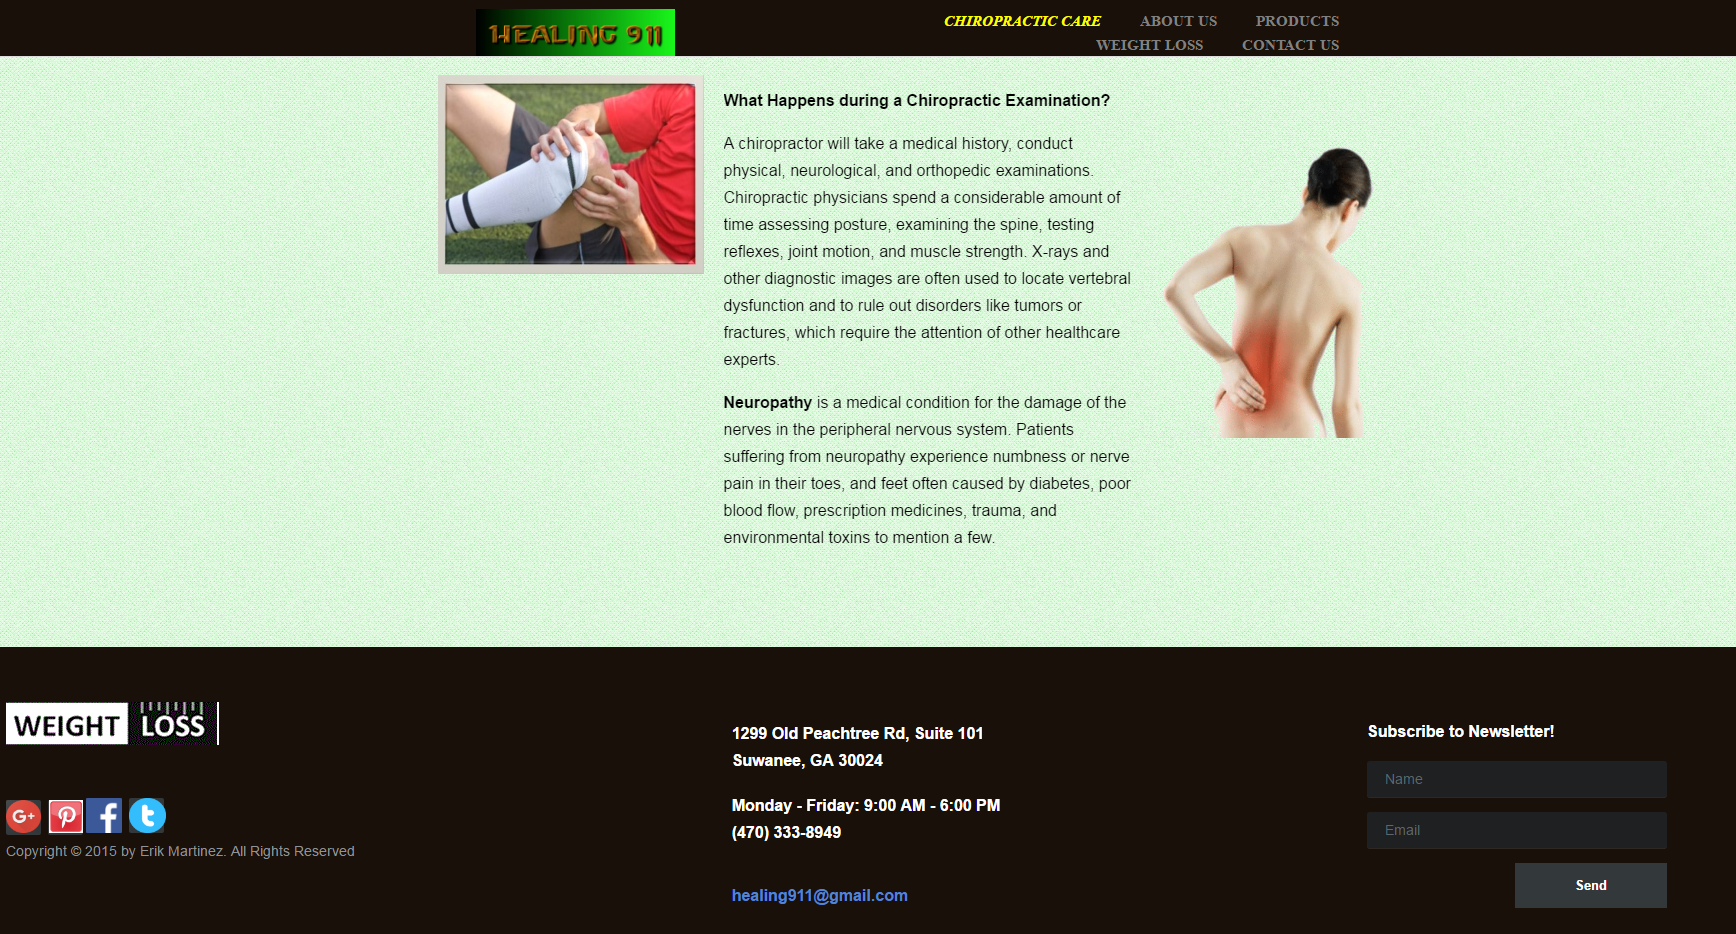 HEALING 911
CHIROPRACTIC CARE ABOUT US PRODUCTS
WEIGHT LOSS CONTACT US
What Happens during a Chiropractic Examination?
A chiropractor will take a medical history, conduct
physical, neurological, and orthopedic examinations.
Chiropractic physicians spend a considerable amount of
time assessing posture, examining the spine, testing
reflexes, joint motion, and muscle strength. X-rays and
other diagnostic images are often used to locate vertebral
dysfunction and to rule out disorders like tumors or
fractures, which require the attention of other healthcare
experts.
Neuropathy is a medical condition for the damage of the
nerves in the peripheral nervous system. Patients
suffering from neuropathy experience numbness or nerve
pain in their toes, and feet often caused by diabetes, poor
blood flow, prescription medicines, trauma, and
environmental toxins to mention a few.
WEIGHT LOSS
G+
Copyright © 2015 by Erik Martinez. All Rights Reserved
1299 Old Peachtree Rd, Suite 101
Suwanee, GA 30024
Monday - Friday: 9:00 AM - 6:00 PM
(470) 333-8949
healing911@gmail.com
Subscribe to Newsletter!
Name
Email
Send